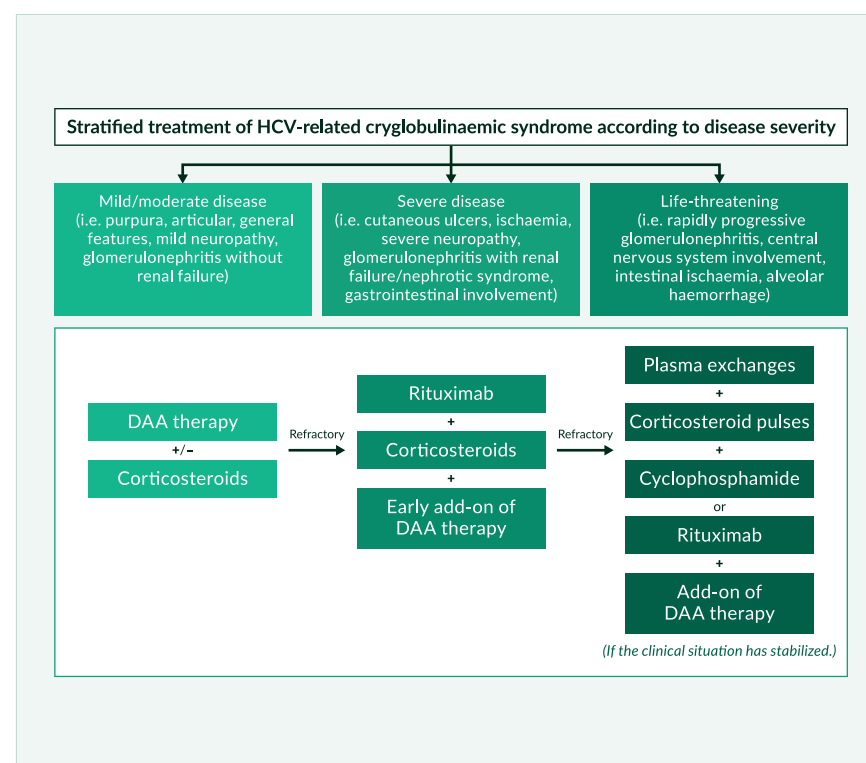 Stratified treatment of HCV-related cryglobulinaemic syndrome according to disease severity
Mild/moderate disease
(i.e. purpura, articular, general
features, mild neuropathy,
glomerulonephritis without
renal failure)
Severe disease
(i.e. cutaneous ulcers, ischaemia,
severe neuropathy,
glomerulonephritis with renal
failure/nephrotic syndrome,
gastrointestinal involvement)
Life-threatening
(i.e. rapidly progressive
glomerulonephritis, central
nervous system involvement,
intestinal ischaemia, alveolar
haemorrhage)
DAA therapy
+/−
Corticosteroids
Refractory
Rituximab
+
Corticosteroids
+
Early add-on of
DAA therapy
Refractory
Plasma exchanges
+
Corticosteroid pulses
+
Cyclophosphamide
or
Rituximab
+
Add-on of
DAA therapy
(If the clinical situation has stabilized.)